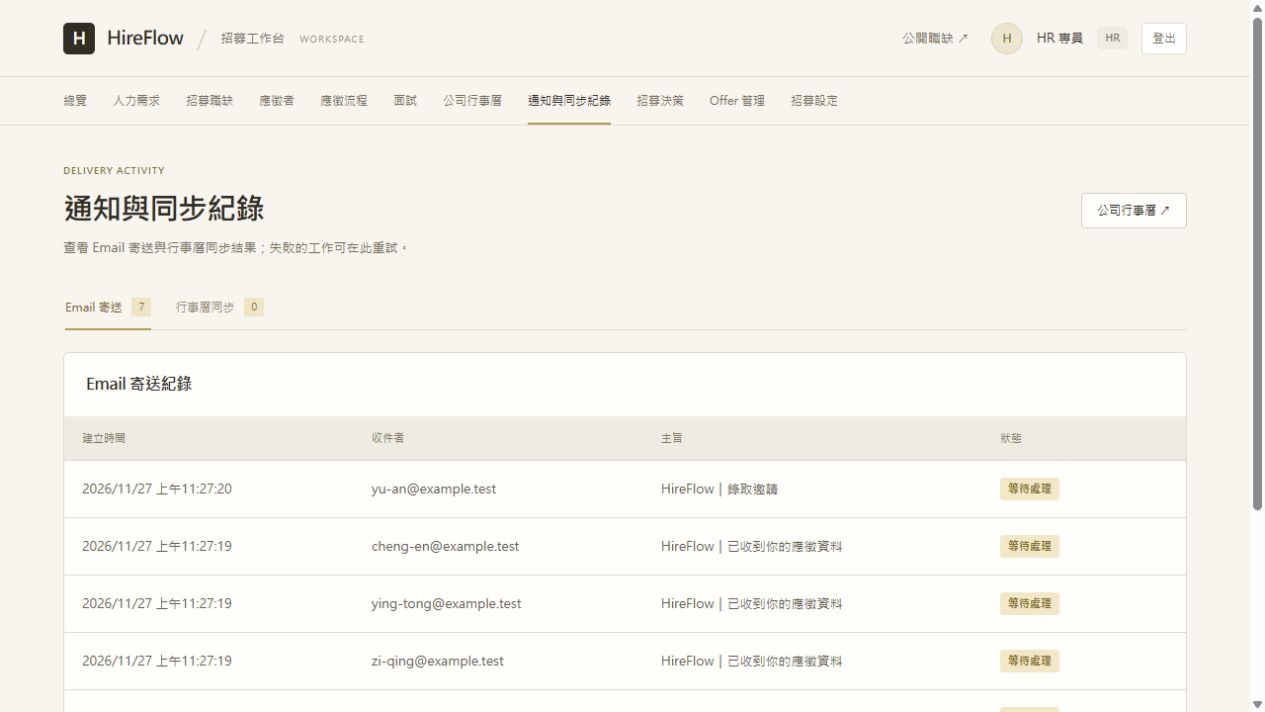 H HireFlow / 招募工作台 WORKSPACE 公開職缺 ↗ H HR 專員 HR 登出
總覽 人力需求 招募職缺 應徵者 應徵流程 面試 公司行事曆 通知與同步紀錄 招募決策 Offer 管理 招募設定
DELIVERY ACTIVITY
通知與同步紀錄
公司行事曆 ↗
查看 Email 寄送與行事曆同步結果；失敗的工作可在此重試。
Email 寄送 7 行事曆同步 0
Email 寄送紀錄
建立時間 收件者 主旨 狀態
2026/11/27 上午11:27:20 yu-an@example.test HireFlow｜錄取邀請 等待處理
2026/11/27 上午11:27:19 cheng-en@example.test HireFlow｜已收到你的應徵資料 等待處理
2026/11/27 上午11:27:19 ying-tong@example.test HireFlow｜已收到你的應徵資料 等待處理
2026/11/27 上午11:27:19 zi-qing@example.test HireFlow｜已收到你的應徵資料 等待處理